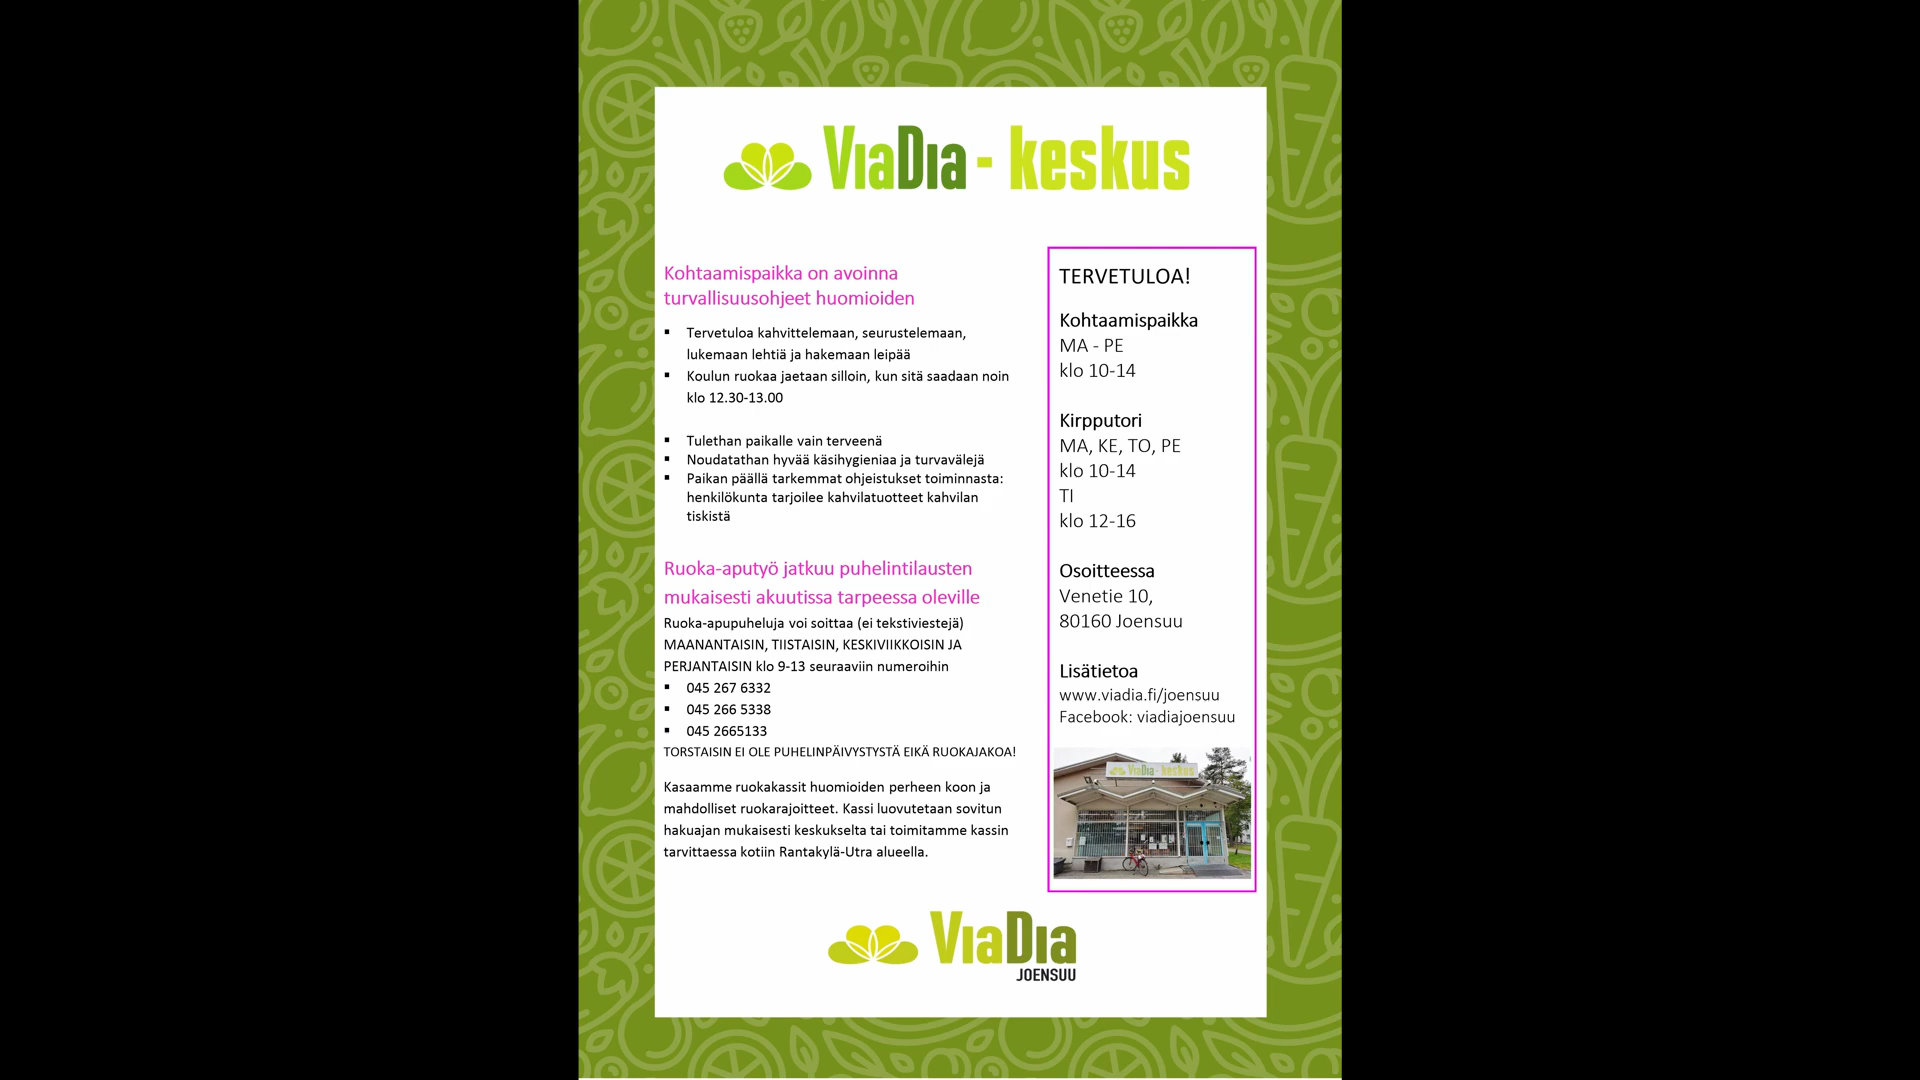 ViaDia - keskus
Kohtaamispaikka on avoinna
turvallisuusohjeet huomioiden
▪ Tervetuloa kahvittelemaan, seurustelemaan,
lukemaan lehtiä ja hakemaan leipää
▪ Koulun ruokaa jaetaan silloin, kun sitä saadaan noin
klo 12.30-13.00
▪ Tulethan paikalle vain terveenä
▪ Noudatathan hyvää käsihygieniaa ja turvavälejä
▪ Paikan päällä tarkemmat ohjeistukset toiminnasta:
henkilökunta tarjoilee kahvilatuotteet kahvilan
tiskistä
Ruoka-aputyö jatkuu puhelintilausten
mukaisesti akuutissa tarpeessa oleville
Ruoka-apupuheluja voi soittaa (ei tekstiviestejä)
MAANANTAISIN, TIISTAISIN, KESKIVIIKKOISIN JA
PERJANTAISIN klo 9-13 seuraaviin numeroihin
▪ 045 267 6332
▪ 045 266 5338
▪ 045 2665133
TORSTAISIN EI OLE PUHELINPÄIVYSTYSTÄ EIKÄ RUOKAJAKOA!
Kasaamme ruokakassit huomioiden perheen koon ja
mahdolliset ruokarajoitteet. Kassi luovutetaan sovitun
hakuajan mukaisesti keskukselta tai toimitamme kassin
tarvittaessa kotiin Rantakylä-Utra alueella.
TERVETULOA!
Kohtaamispaikka
MA - PE
klo 10-14
Kirpputori
MA, KE, TO, PE
klo 10-14
TI
klo 12-16
Osoitteessa
Venetie 10,
80160 Joensuu
Lisätietoa
www.viadia.fi/joensuu
Facebook: viadiajoensuu
ViaDia - keskus
ViaDia
JOENSUU